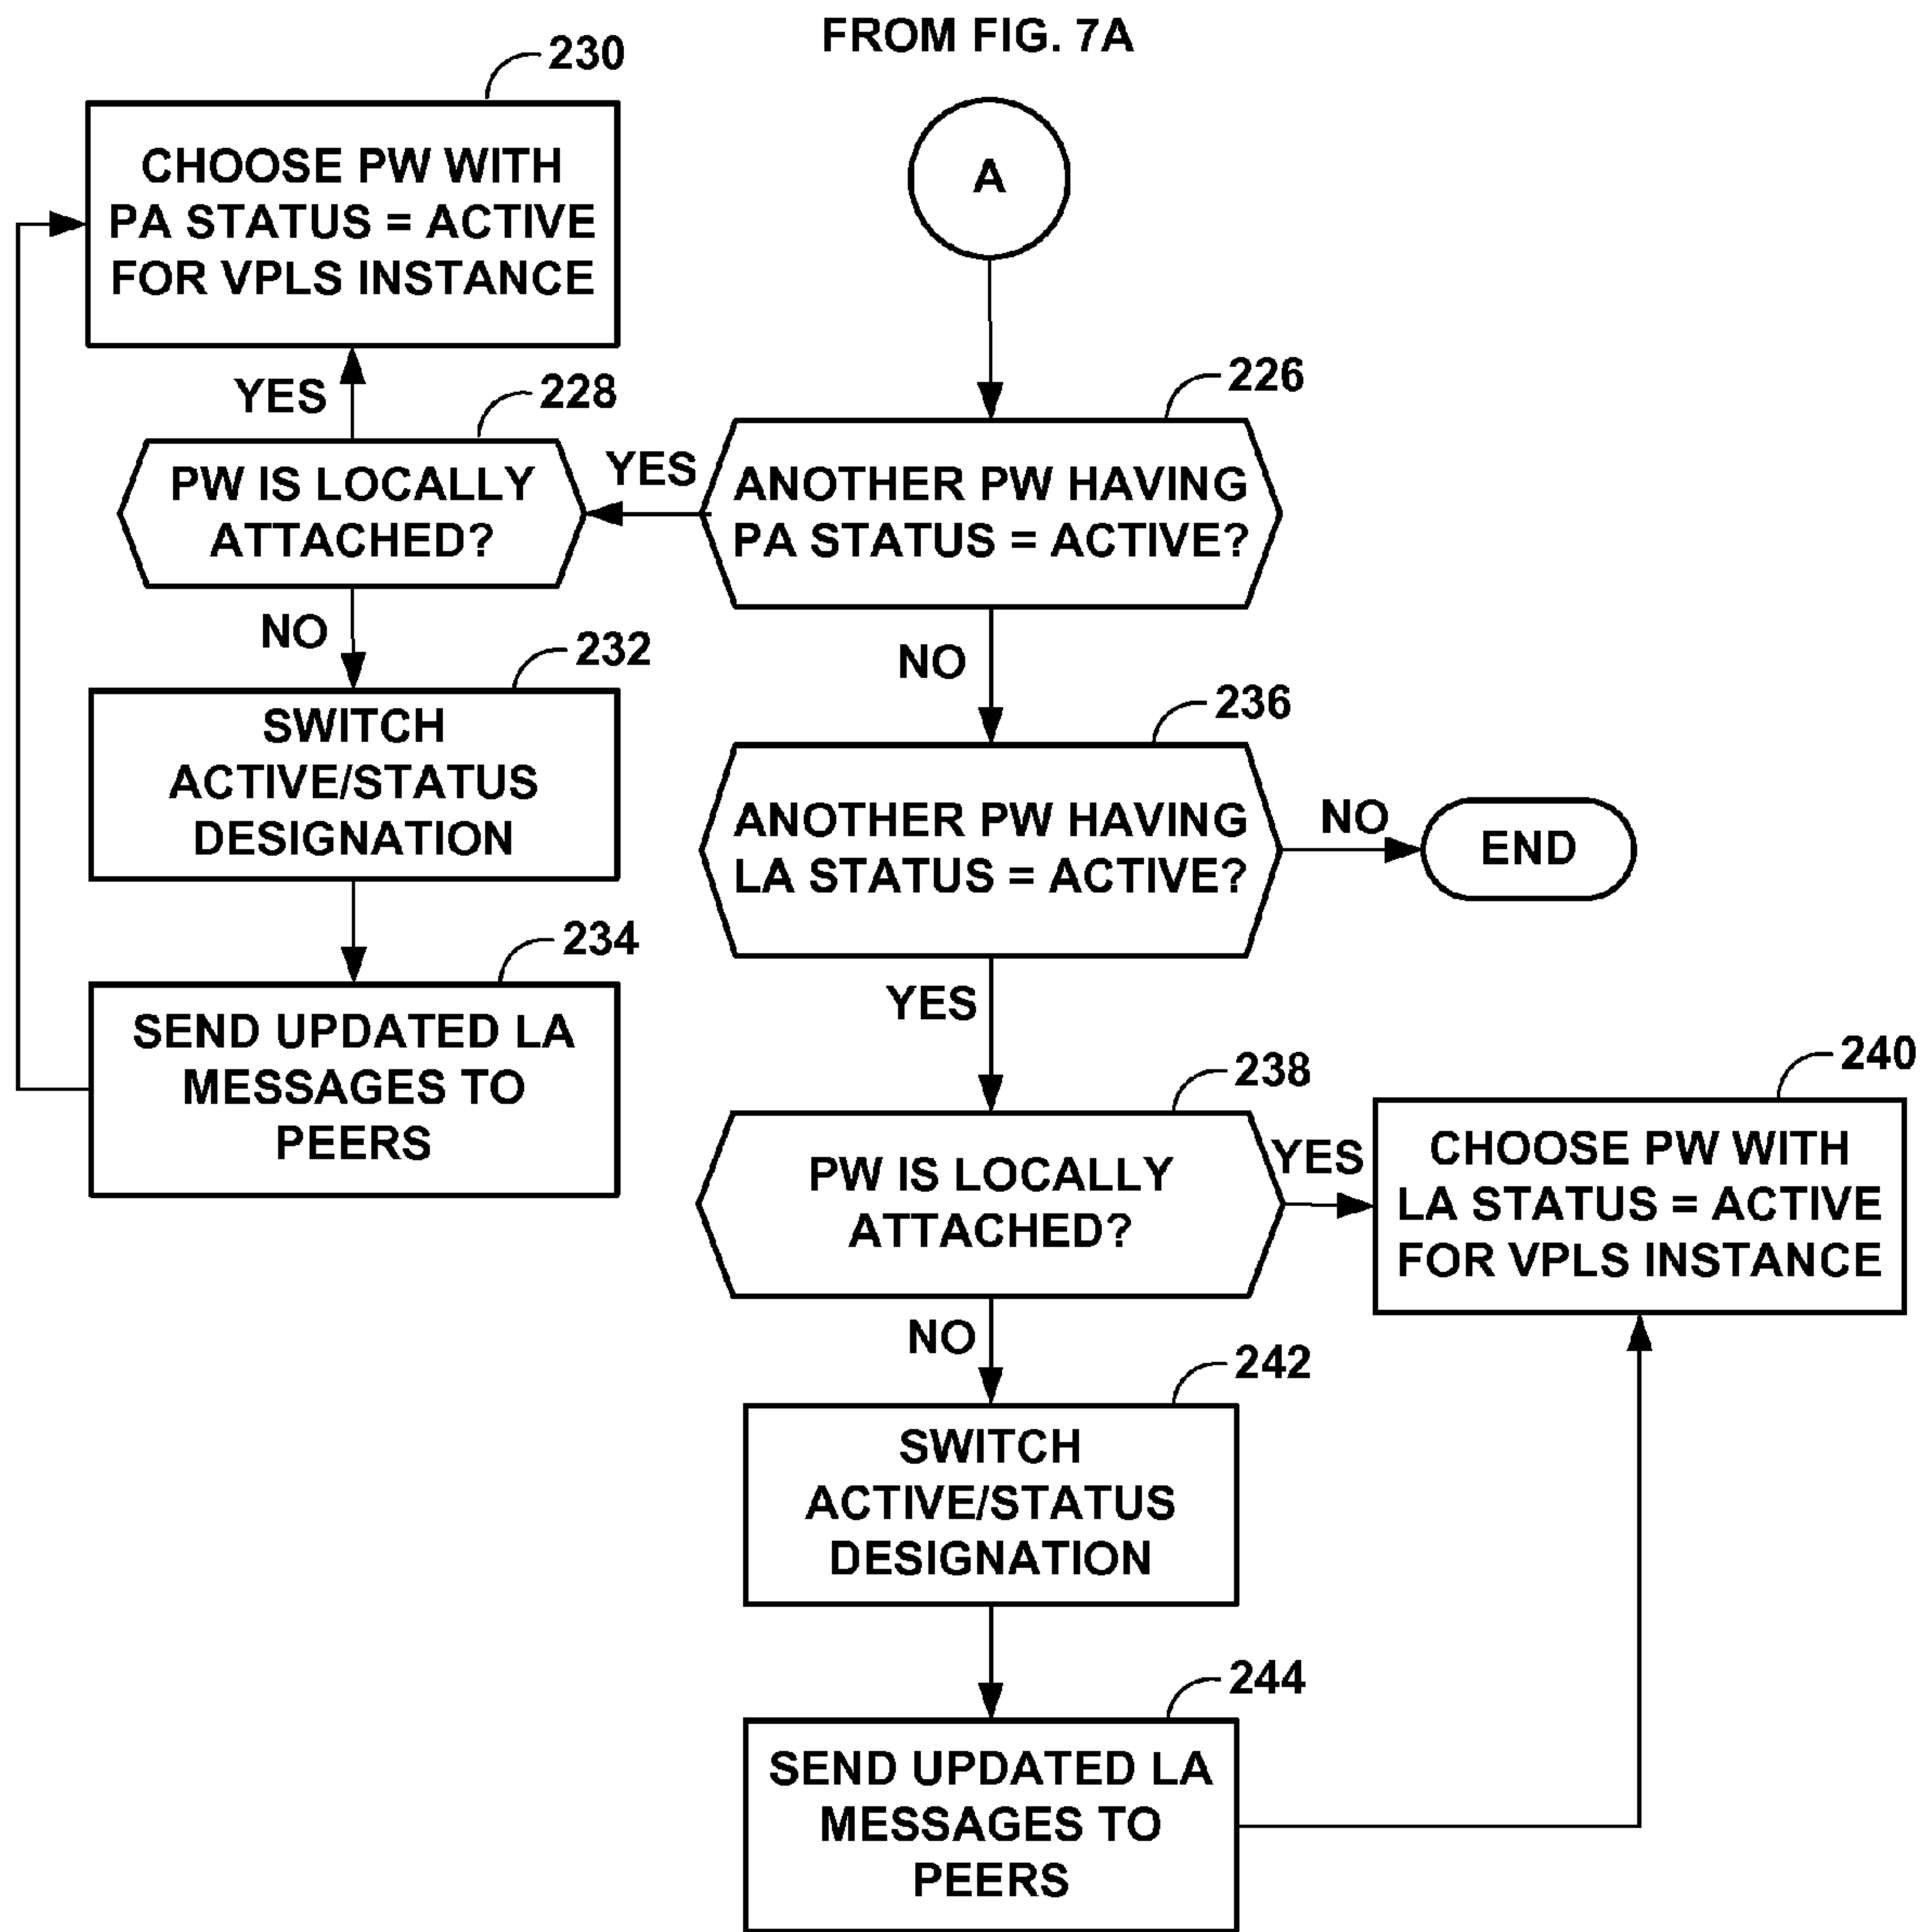 FROM FIG. 7A
A
230
CHOOSE PW WITH
PA STATUS = ACTIVE
FOR VPLS INSTANCE
YES
228
PW IS LOCALLY
ATTACHED?
YES
226
ANOTHER PW HAVING
PA STATUS = ACTIVE?
NO
232
SWITCH
ACTIVE/STATUS
DESIGNATION
234
SEND UPDATED LA
MESSAGES TO
PEERS
NO
236
ANOTHER PW HAVING
LA STATUS = ACTIVE?
NO
END
YES
238
PW IS LOCALLY
ATTACHED?
YES
240
CHOOSE PW WITH
LA STATUS = ACTIVE
FOR VPLS INSTANCE
NO
242
SWITCH
ACTIVE/STATUS
DESIGNATION
244
SEND UPDATED LA
MESSAGES TO
PEERS